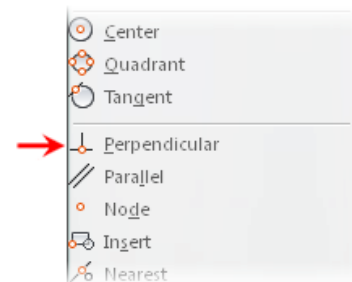 Center
Quadrant
Tangent
Perpendicular
Parallel
Node
Insert
Nearest